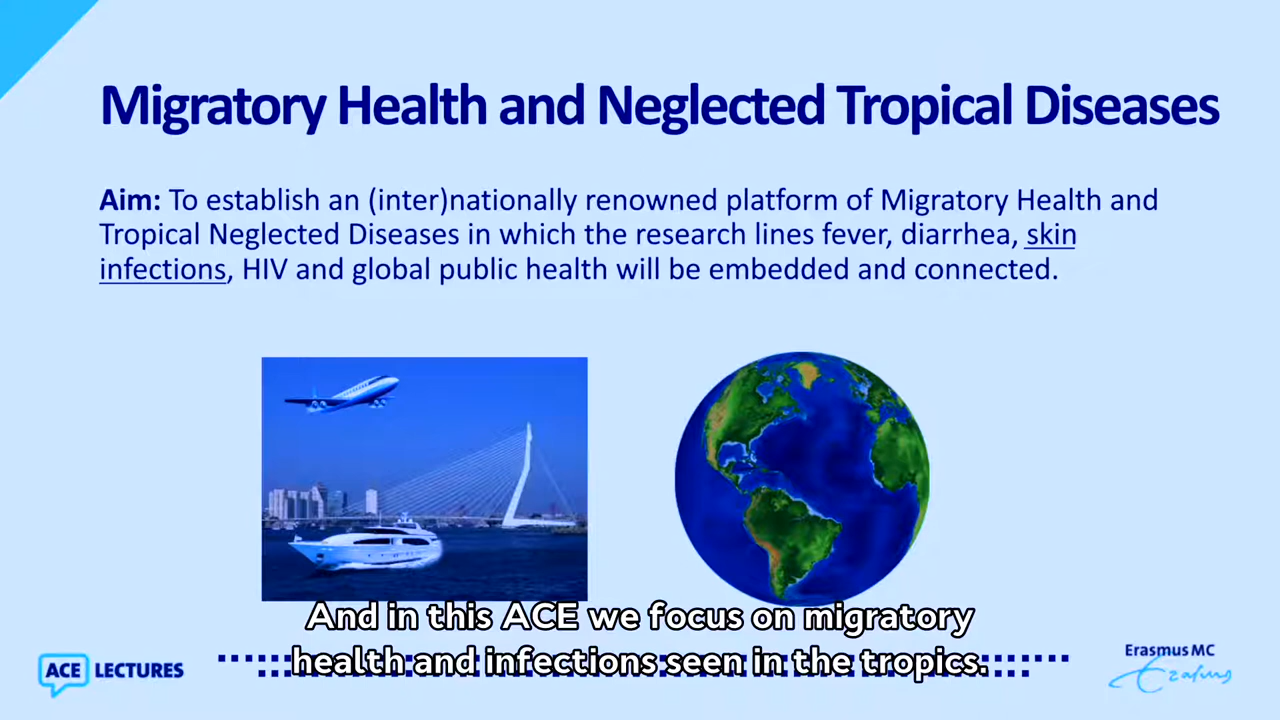 Migratory Health and Neglected Tropical Diseases
Aim: To establish an (inter)nationally renowned platform of Migratory Health and
Tropical Neglected Diseases in which the research lines fever, diarrhea, skin
infections, HIV and global public health will be embedded and connected.
And in this ACE we focus on migratory
health and infections seen in the tropics.
ACE LECTURES
Erasmus MC
Erasmus